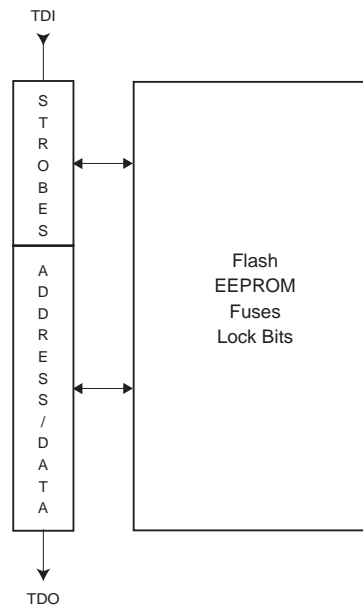 TDI
STROBES
ADDRESS/DATA
Flash
EEPROM
Fuses
Lock Bits
TDO